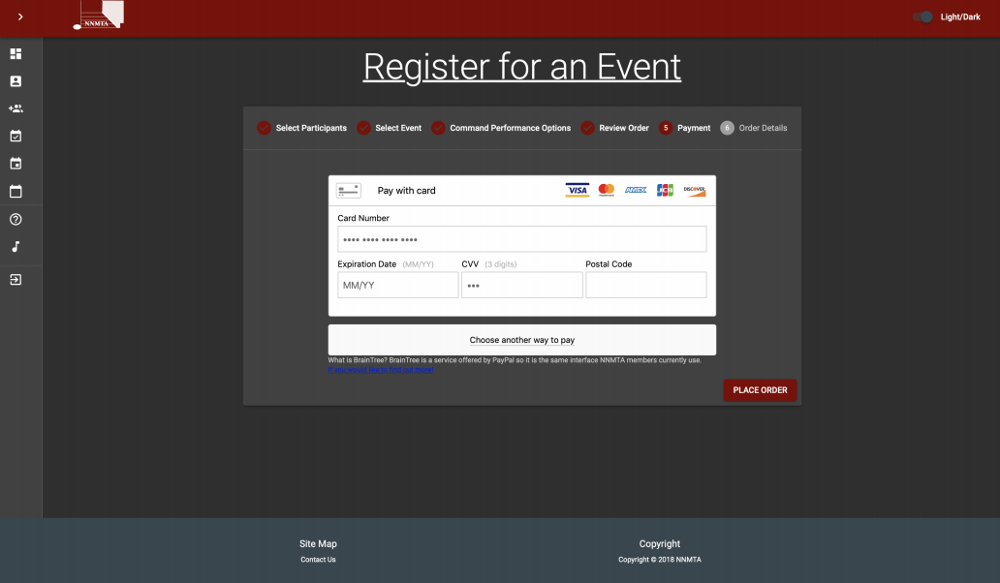 NNMTA
Light/Dark
Register for an Event
Select Participants Select Event Command Performance Options Review Order 5 Payment 6 Order Details
Pay with card VISA mastercard AMEX JCB DISCOVER
Card Number
•••• •••• •••• ••••
Expiration Date (MM/YY) CVV (3 digits) Postal Code
MM/YY •••
Choose another way to pay
What is BrainTree? BrainTree is a service offered by PayPal so it is the same interface NNMTA members currently use.
If you would like to find out more!
PLACE ORDER
Site Map Copyright
Contact Us Copyright © 2018 NNMTA